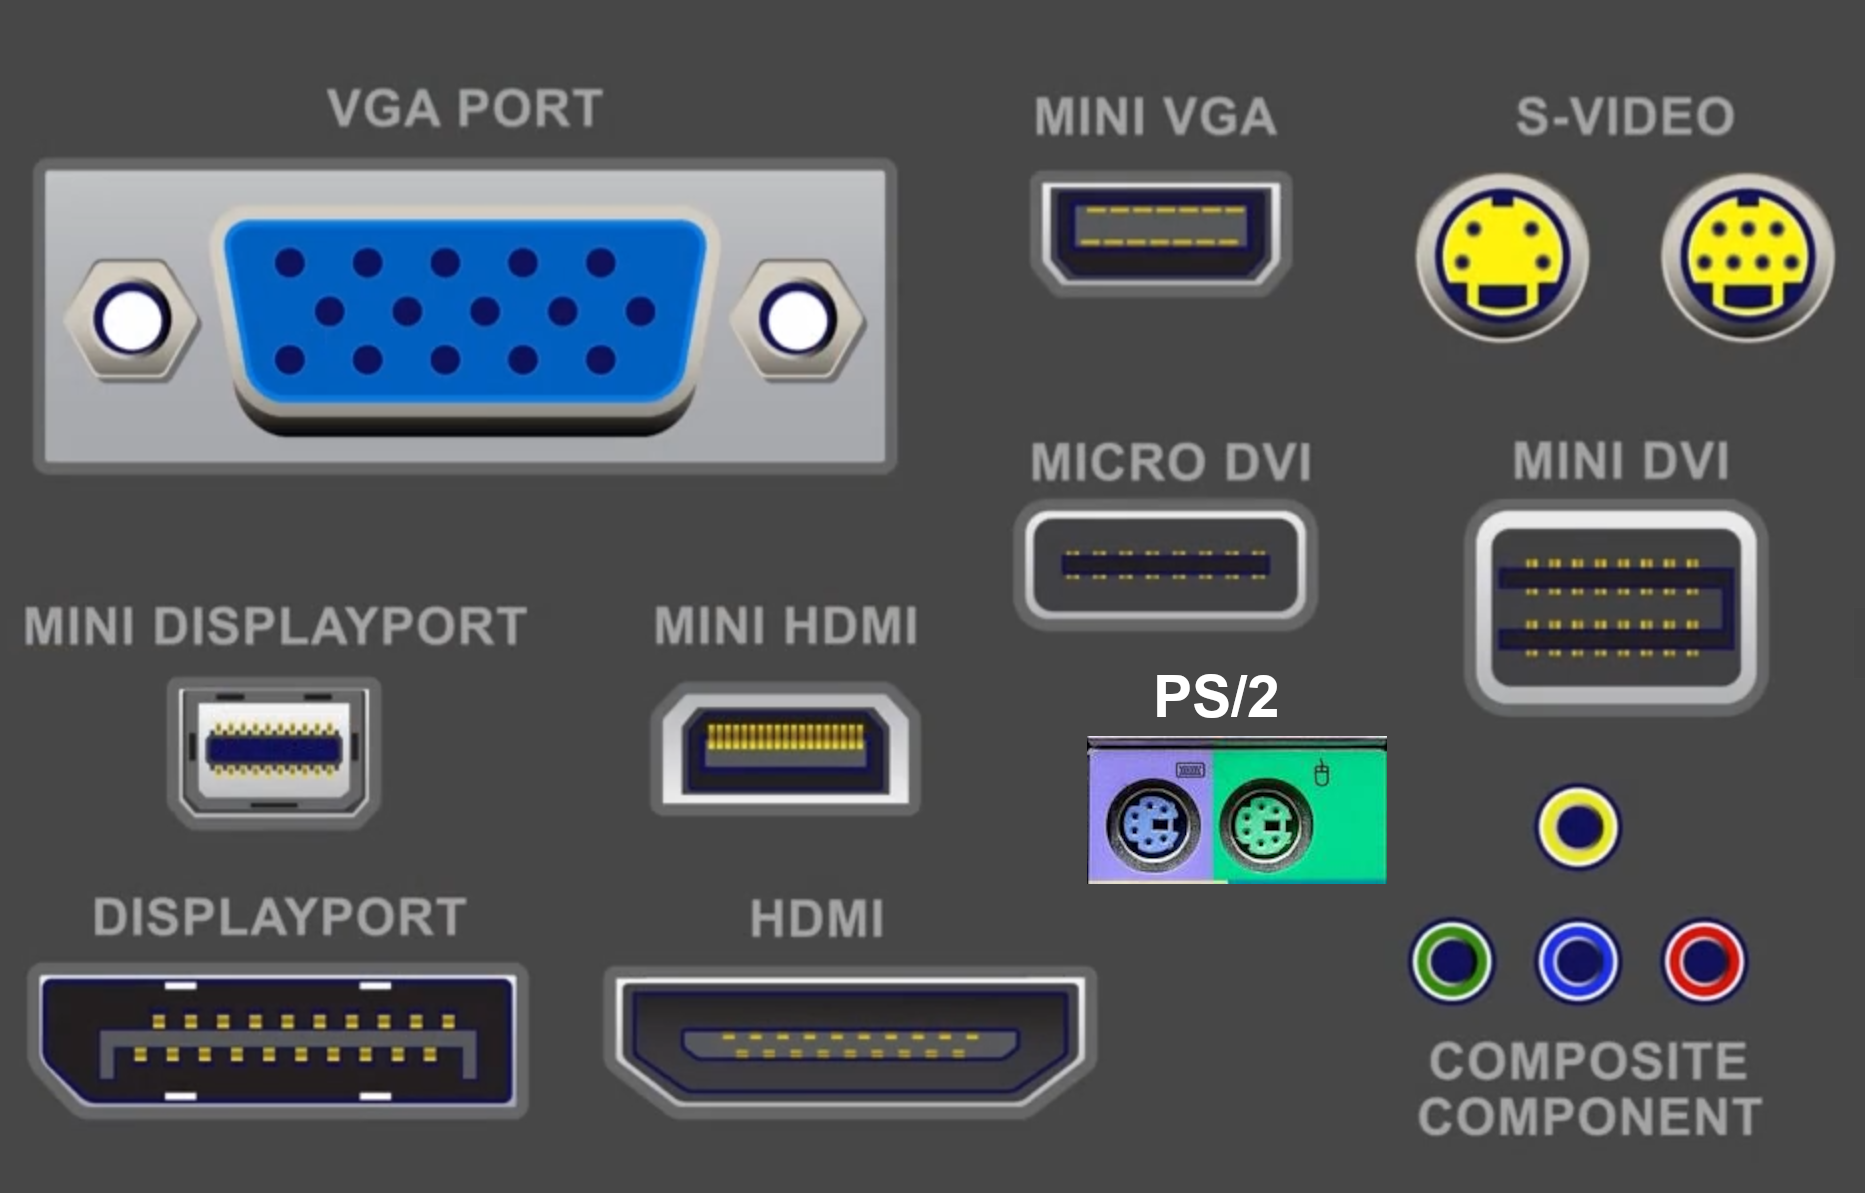 VGA PORT
MINI VGA
S-VIDEO
MICRO DVI
MINI DVI
MINI DISPLAYPORT
MINI HDMI
PS/2
DISPLAYPORT
HDMI
COMPOSITE
COMPONENT